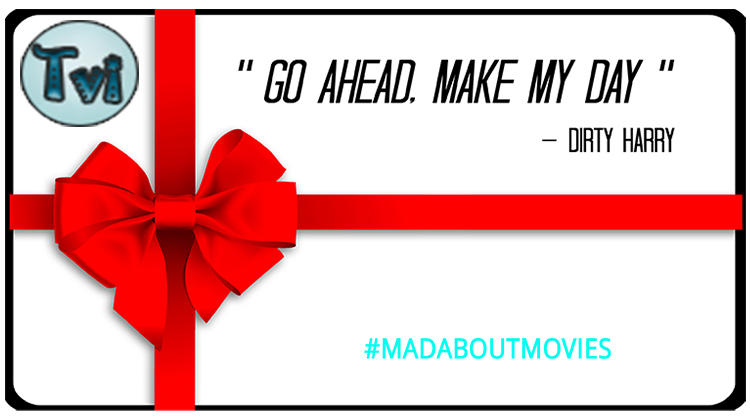 Tvi
" GO AHEAD, MAKE MY DAY "
– DIRTY HARRY
#MADABOUTMOVIES